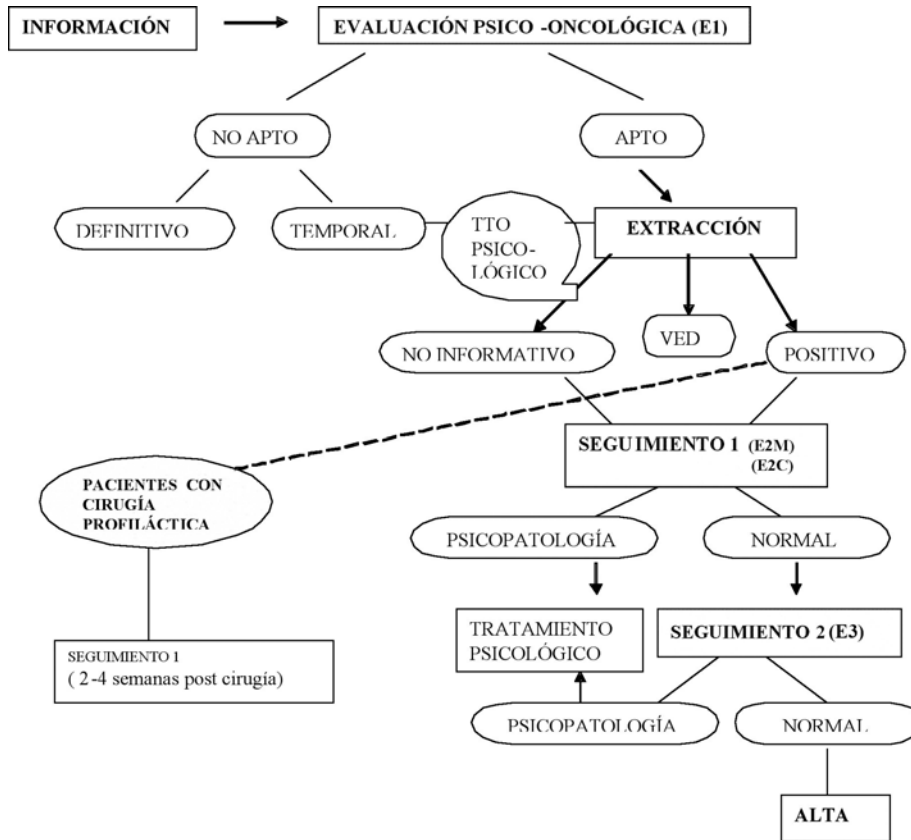 INFORMACIÓN
EVALUACIÓN PSICO -ONCOLÓGICA (E1)
NO APTO
APTO
DEFINITIVO
TEMPORAL
TTO
PSICO-
LÓGICO
EXTRACCIÓN
NO INFORMATIVO
VED
POSITIVO
SEGUIMIENTO 1 (E2M)
(E2C)
PACIENTES CON
CIRUGÍA
PROFILÁCTICA
PSICOPATOLOGÍA
NORMAL
TRATAMIENTO
PSICOLÓGICO
SEGUIMIENTO 2 (E3)
SEGUIMIENTO 1
( 2-4 semanas post cirugía)
PSICOPATOLOGÍA
NORMAL
ALTA